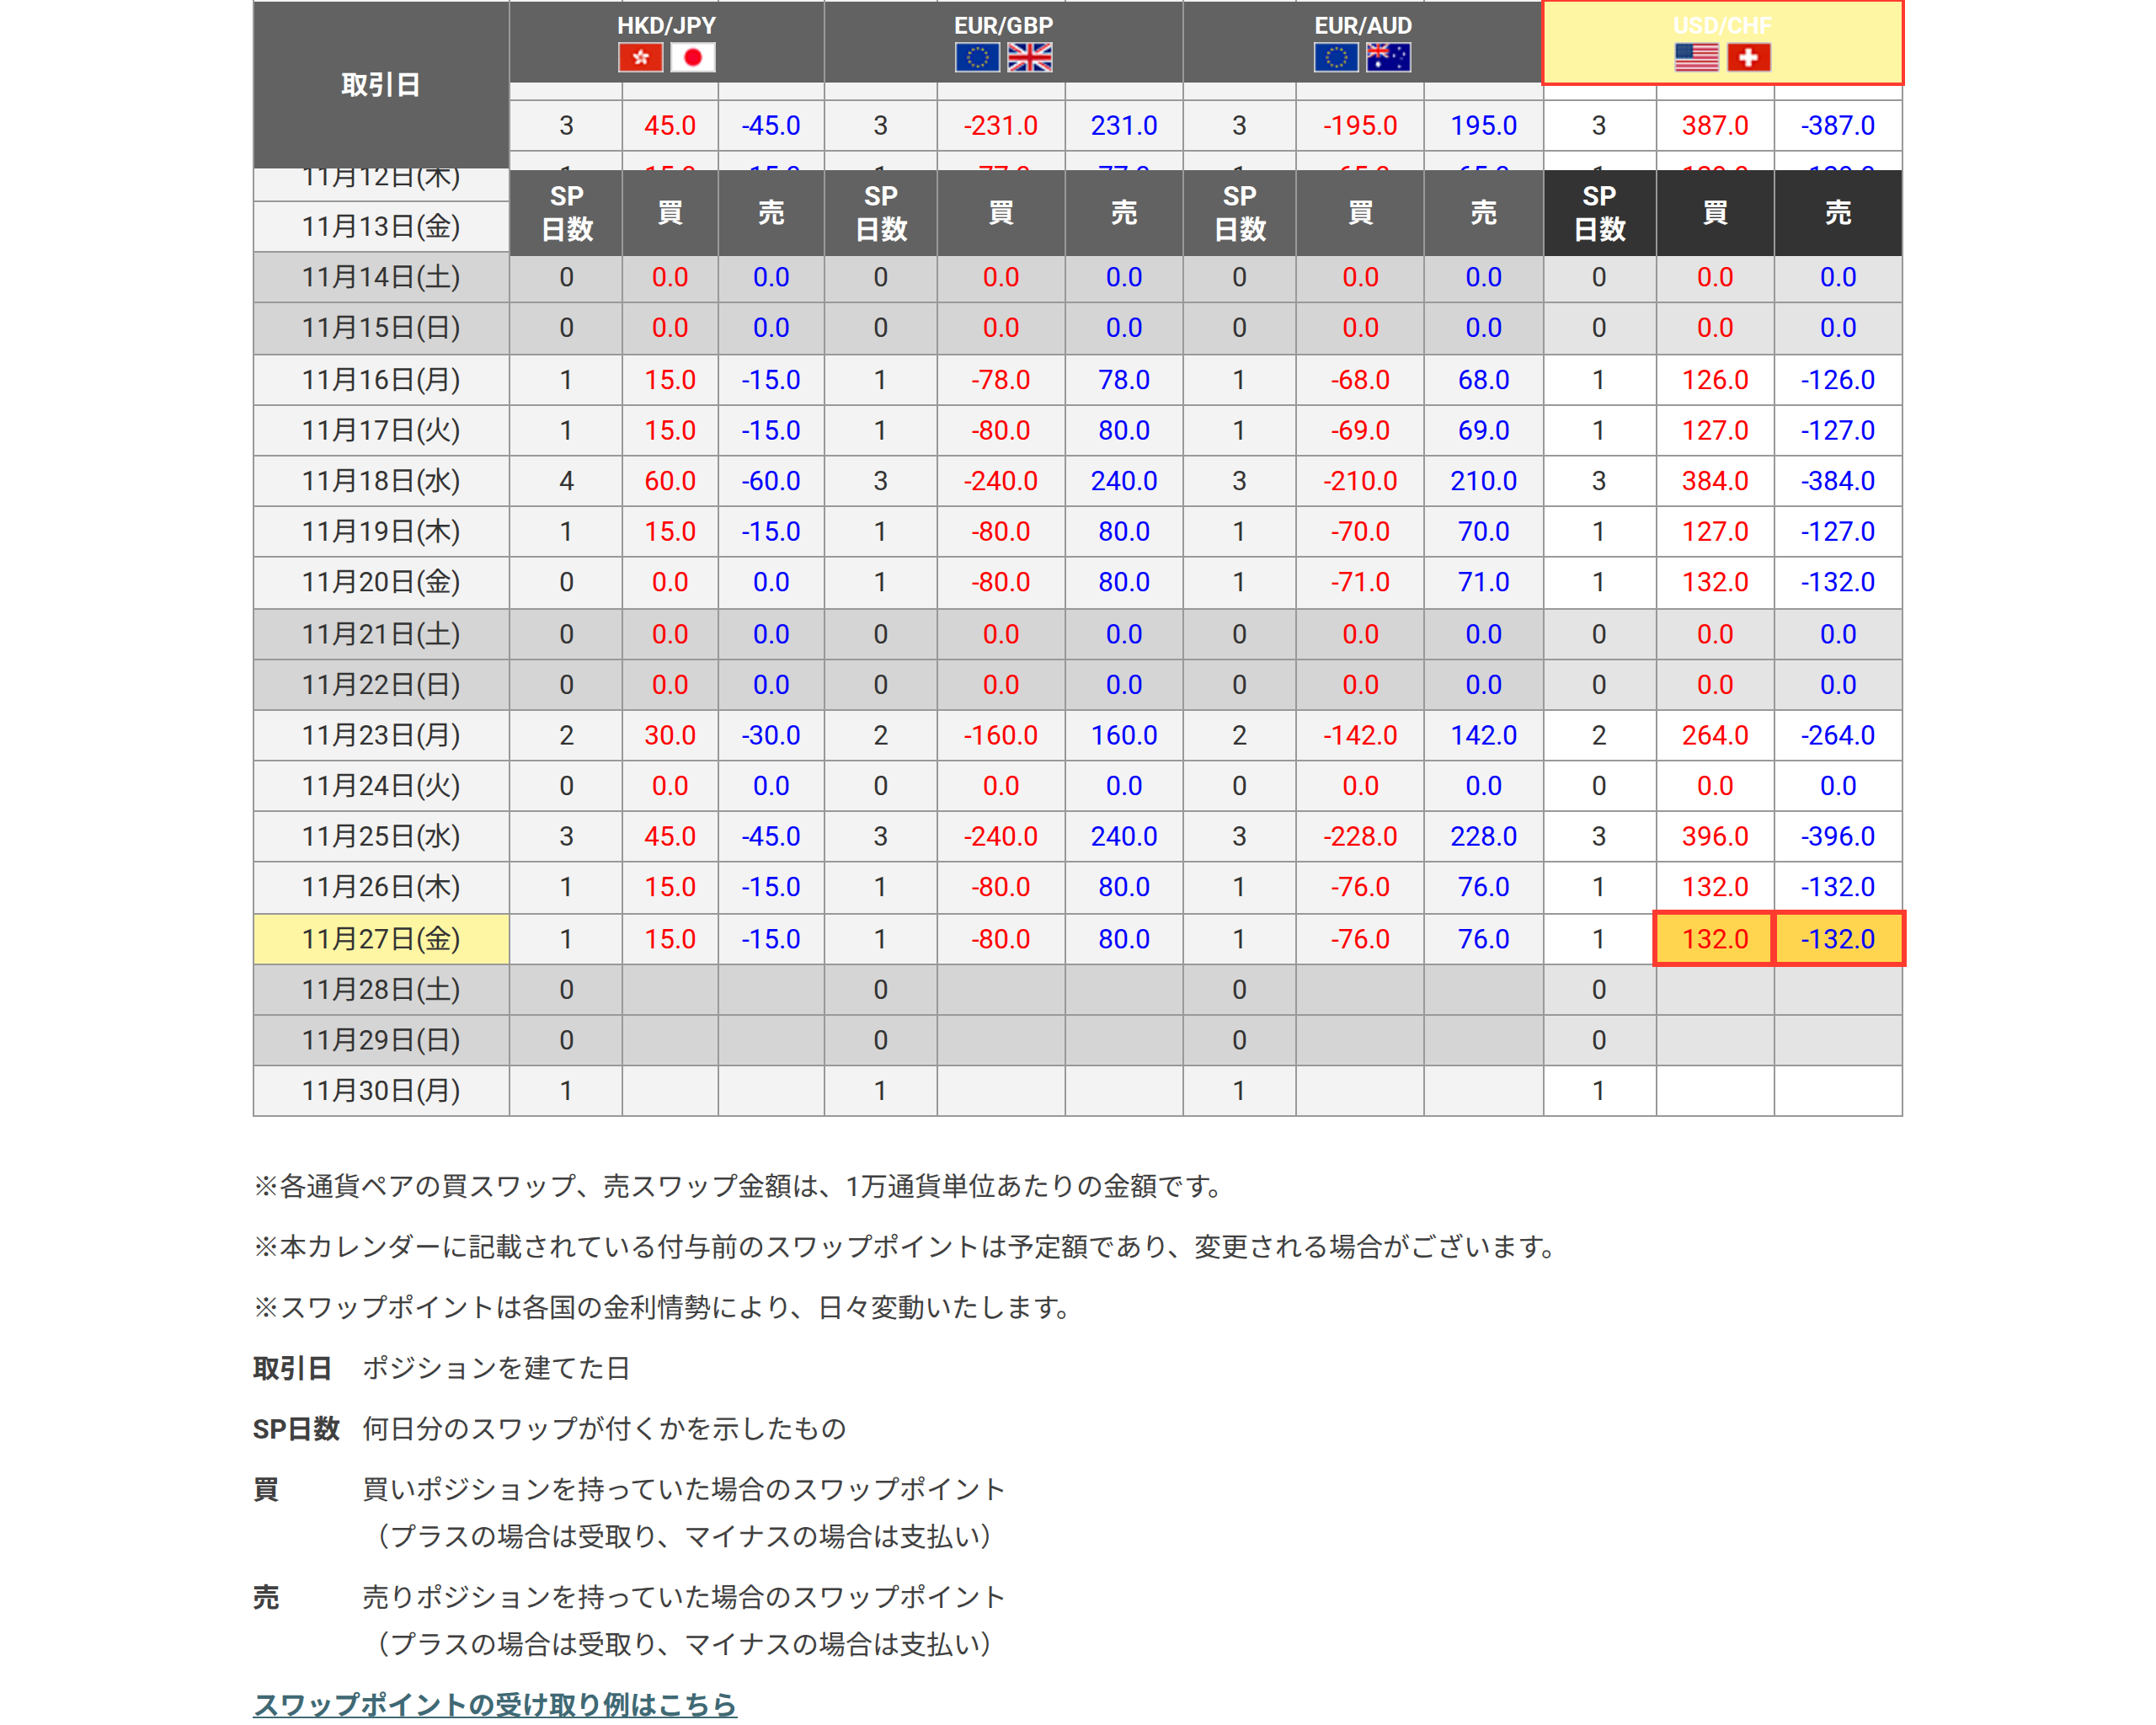 取引日 HKD/JPY EUR/GBP EUR/AUD USD/CHF
3 45.0 -45.0 3 -231.0 231.0 3 -195.0 195.0 3 387.0 -387.0
11月12日(木)
SP日数 買 売 SP日数 買 売 SP日数 買 売 SP日数 買 売
11月13日(金)
11月14日(土) 0 0.0 0.0 0 0.0 0.0 0 0.0 0.0 0 0.0 0.0
11月15日(日) 0 0.0 0.0 0 0.0 0.0 0 0.0 0.0 0 0.0 0.0
11月16日(月) 1 15.0 -15.0 1 -78.0 78.0 1 -68.0 68.0 1 126.0 -126.0
11月17日(火) 1 15.0 -15.0 1 -80.0 80.0 1 -69.0 69.0 1 127.0 -127.0
11月18日(水) 4 60.0 -60.0 3 -240.0 240.0 3 -210.0 210.0 3 384.0 -384.0
11月19日(木) 1 15.0 -15.0 1 -80.0 80.0 1 -70.0 70.0 1 127.0 -127.0
11月20日(金) 0 0.0 0.0 1 -80.0 80.0 1 -71.0 71.0 1 132.0 -132.0
11月21日(土) 0 0.0 0.0 0 0.0 0.0 0 0.0 0.0 0 0.0 0.0
11月22日(日) 0 0.0 0.0 0 0.0 0.0 0 0.0 0.0 0 0.0 0.0
11月23日(月) 2 30.0 -30.0 2 -160.0 160.0 2 -142.0 142.0 2 264.0 -264.0
11月24日(火) 0 0.0 0.0 0 0.0 0.0 0 0.0 0.0 0 0.0 0.0
11月25日(水) 3 45.0 -45.0 3 -240.0 240.0 3 -228.0 228.0 3 396.0 -396.0
11月26日(木) 1 15.0 -15.0 1 -80.0 80.0 1 -76.0 76.0 1 132.0 -132.0
11月27日(金) 1 15.0 -15.0 1 -80.0 80.0 1 -76.0 76.0 1 132.0 -132.0
11月28日(土) 0 0 0 0
11月29日(日) 0 0 0 0
11月30日(月) 1 1 1 1
※各通貨ペアの買スワップ、売スワップ金額は、1万通貨単位あたりの金額です。
※本カレンダーに記載されている付与前のスワップポイントは予定額であり、変更される場合がございます。
※スワップポイントは各国の金利情勢により、日々変動いたします。
取引日 ポジションを建てた日
SP日数 何日分のスワップが付くかを示したもの
買 買いポジションを持っていた場合のスワップポイント
（プラスの場合は受取り、マイナスの場合は支払い）
売 売りポジションを持っていた場合のスワップポイント
（プラスの場合は受取り、マイナスの場合は支払い）
スワップポイントの受け取り例はこちら